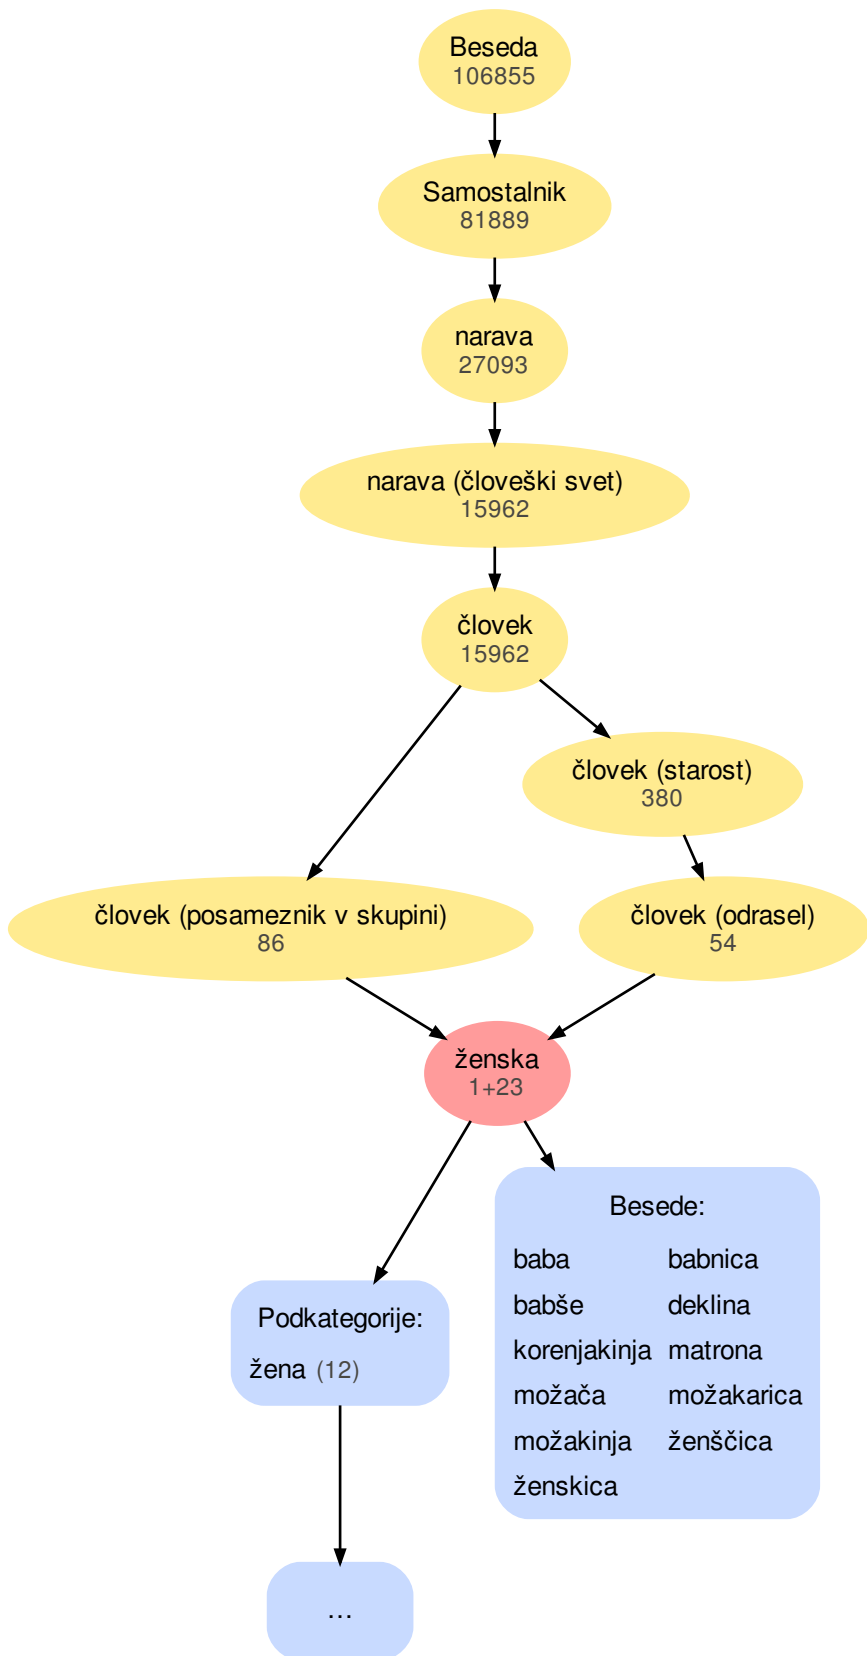 Beseda
106855
Samostalnik
81889
narava
27093
narava (človeški svet)
15962
človek
15962
človek (starost)
380
človek (posameznik v skupini)
86
človek (odrasel)
54
ženska
1+23
Besede:
baba babnica
babše deklina
korenjakinja matrona
možača možakarica
možakinja ženščica
ženskica
Podkategorije:
žena (12)
...